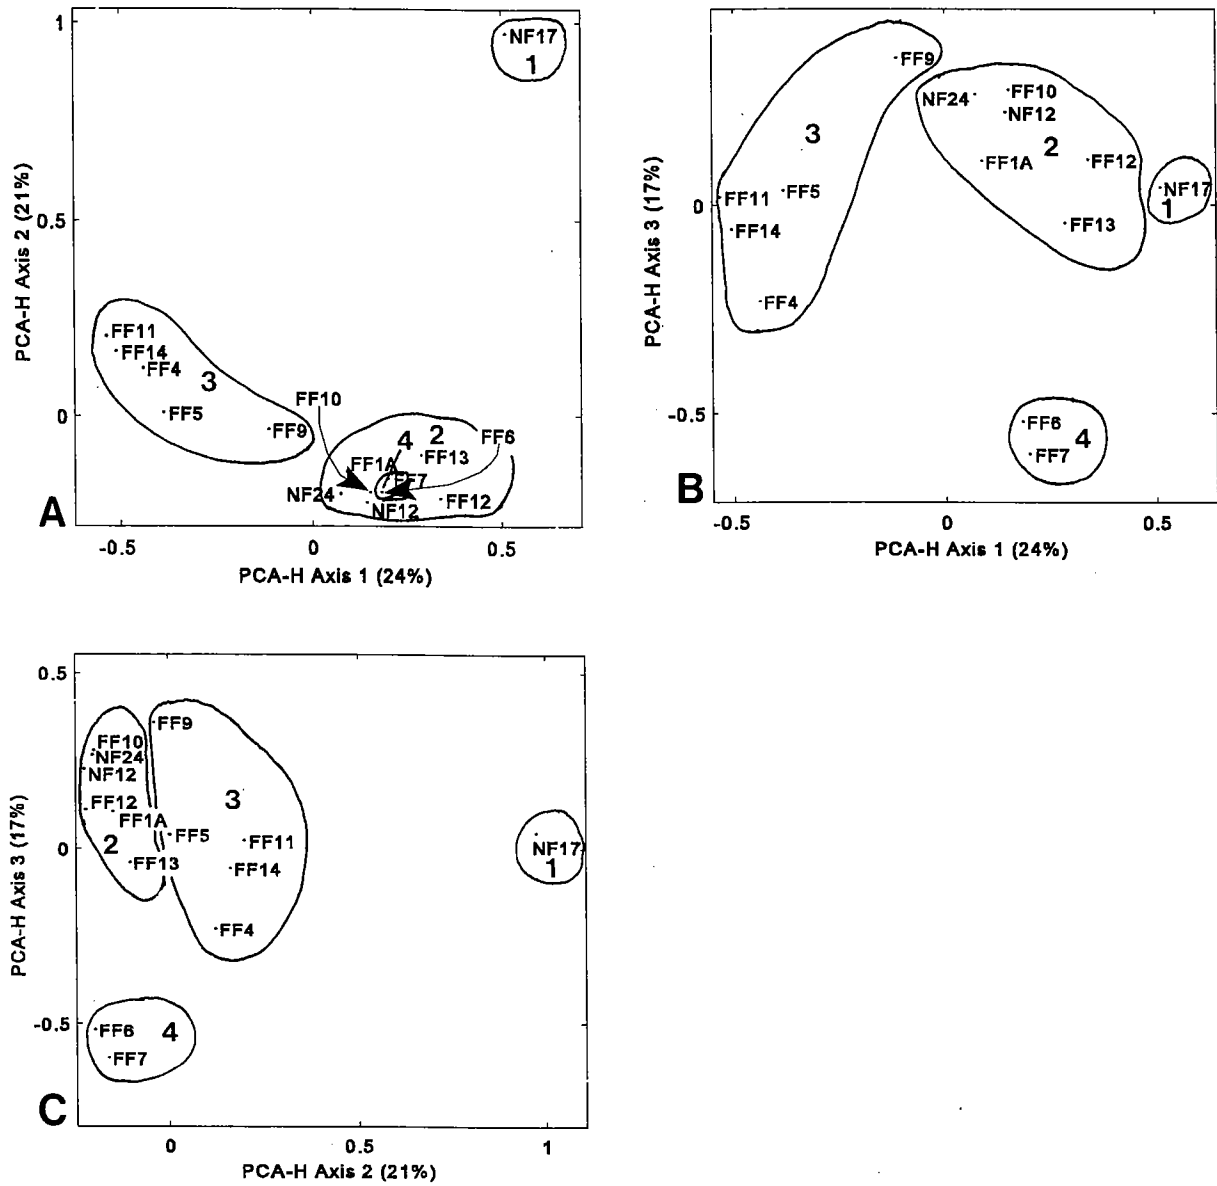 1
NF17
1
0.5
PCA-H Axis 2 (21%)
FF11
FF14
FF4
3
FF5
FF9
0
FF10
4
2
FF6
FF13
FF1A
FF7
NF24
NF12
FF12
A
-0.5
0
0.5
PCA-H Axis 1 (24%)
FF9
NF24
FF10
NF12
3
2
FF1A
FF12
FF11
FF5
NF17
1
0
FF14
FF13
PCA-H Axis 3 (17%)
FF4
-0.5
FF6
4
FF7
B
-0.5
0
0.5
PCA-H Axis 1 (24%)
0.5
FF9
FF10
NF24
NF12
3
FF12
FF1A
FF5
2
FF11
NF17
0
FF13
FF14
1
PCA-H Axis 3 (17%)
FF4
-0.5
FF6
4
FF7
C
0
0.5
1
PCA-H Axis 2 (21%)